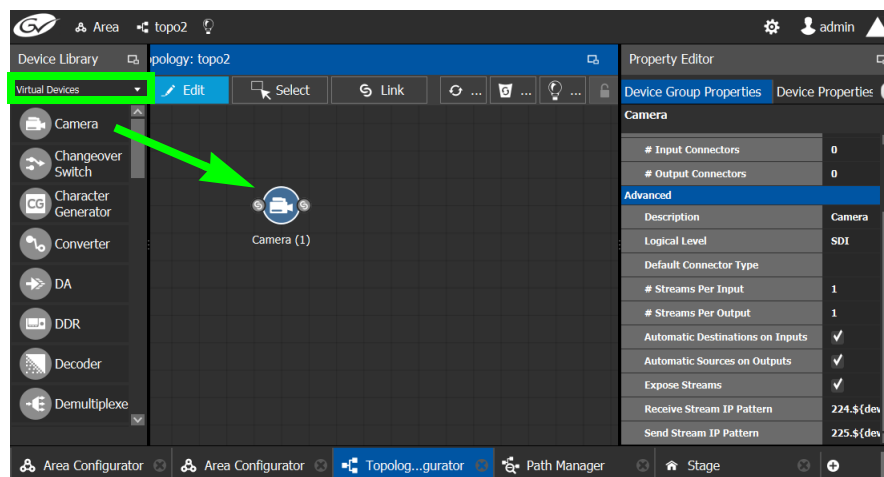 GV Area topo2 admin
Device Library
opology: topo2
Property Editor
Virtual Devices
Edit Select Link ... ... ...
Device Group Properties Device Properties
Camera
Camera
Changeover
Switch
CG Character
Generator
Converter
DA
DDR
Decoder
Demultiplexe
Camera (1)
# Input Connectors 0
# Output Connectors 0
Advanced
Description Camera
Logical Level SDI
Default Connector Type
# Streams Per Input 1
# Streams Per Output 1
Automatic Destinations on Inputs
Automatic Sources on Outputs
Expose Streams
Receive Stream IP Pattern 224.${dev
Send Stream IP Pattern 225.${dev
Area Configurator Area Configurator Topolog...gurator Path Manager Stage